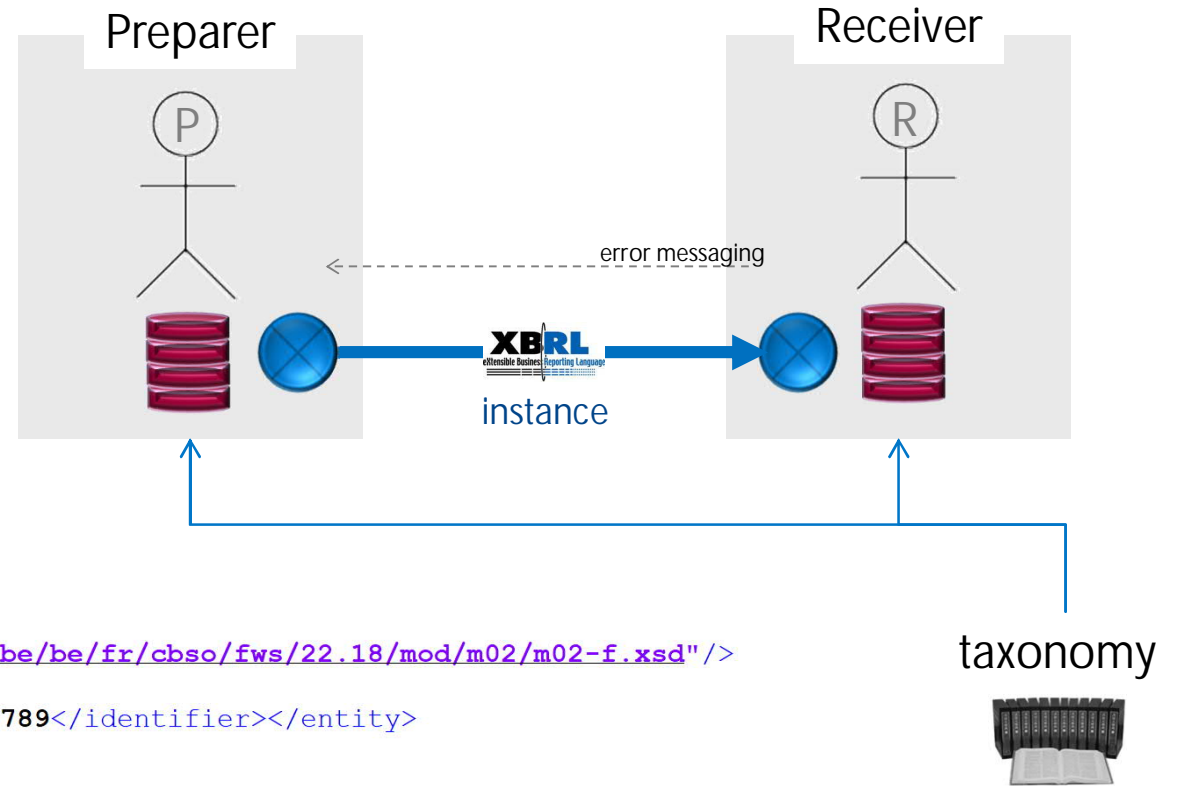 Preparer
Receiver
P
R
error messaging
XBRL
eXtensible Business Reporting Language
instance
be/be/fr/cbso/fws/22.18/mod/m02/m02-f.xsd"/>
taxonomy
789</identifier></entity>